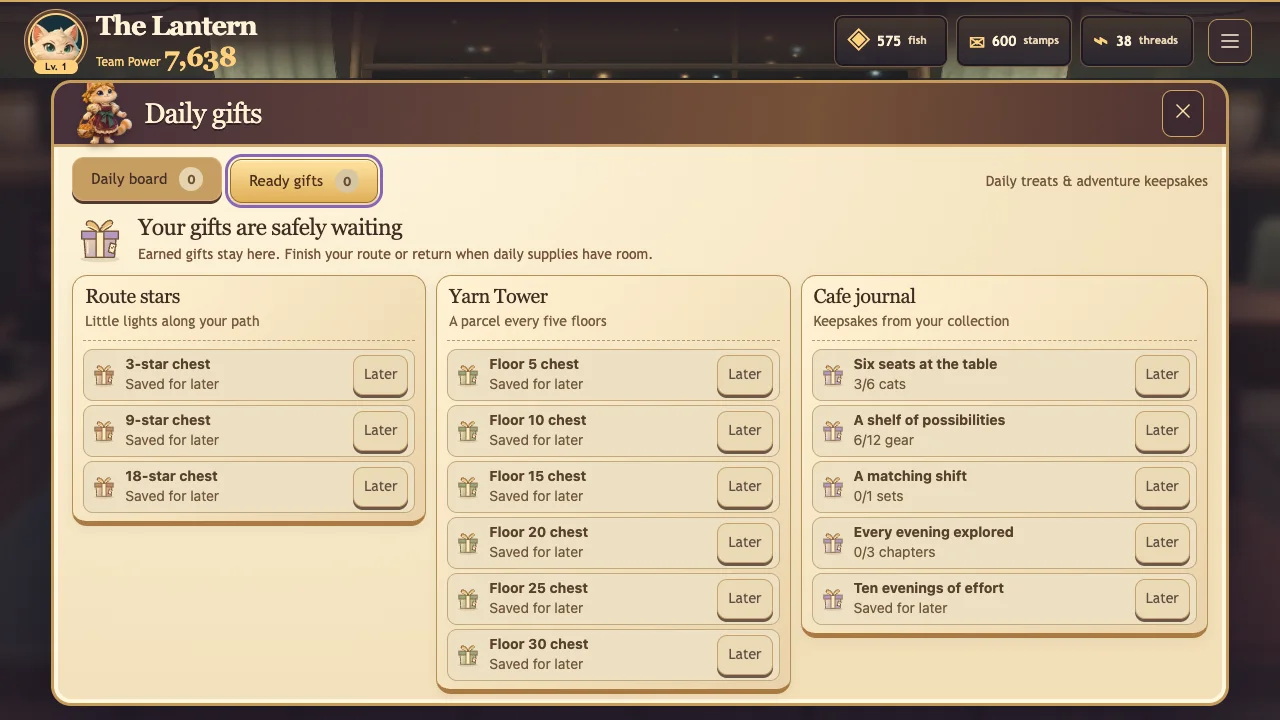 The Lantern
Lv. 1
Team Power 7,638
575 fish
600 stamps
38 threads
Daily gifts
Daily board 0
Ready gifts 0
Daily treats & adventure keepsakes
Your gifts are safely waiting
Earned gifts stay here. Finish your route or return when daily supplies have room.
Route stars
Little lights along your path
3-star chest
Saved for later
Later
9-star chest
Saved for later
Later
18-star chest
Saved for later
Later
Yarn Tower
A parcel every five floors
Floor 5 chest
Saved for later
Later
Floor 10 chest
Saved for later
Later
Floor 15 chest
Saved for later
Later
Floor 20 chest
Saved for later
Later
Floor 25 chest
Saved for later
Later
Floor 30 chest
Saved for later
Later
Cafe journal
Keepsakes from your collection
Six seats at the table
3/6 cats
Later
A shelf of possibilities
6/12 gear
Later
A matching shift
0/1 sets
Later
Every evening explored
0/3 chapters
Later
Ten evenings of effort
Saved for later
Later